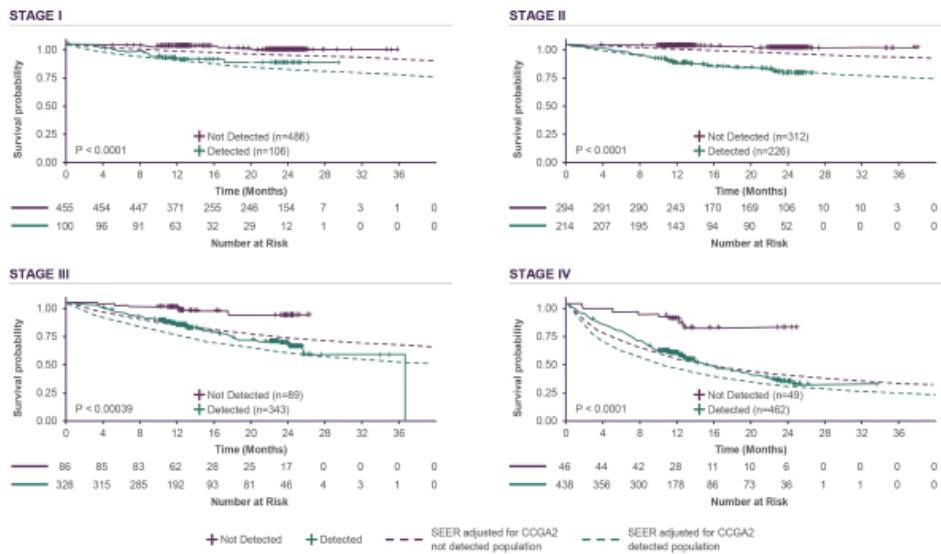 STAGE I
Survival probability
1.00
0.75
0.50
0.25
0.00
P < 0.0001
Not Detected (n=486)
Detected (n=106)
0 4 8 12 16 20 24 28 32 36
Time (Months)
455 454 447 371 255 246 154 7 3 1 0
100 96 91 63 32 29 12 1 0 0 0
Number at Risk
STAGE II
Survival probability
1.00
0.75
0.50
0.25
0.00
P < 0.0001
Not Detected (n=312)
Detected (n=226)
0 4 8 12 16 20 24 28 32 36
Time (Months)
294 291 290 243 170 169 106 10 10 3 0
214 207 195 143 94 90 52 0 0 0 0
Number at Risk
STAGE III
Survival probability
1.00
0.75
0.50
0.25
0.00
P < 0.00039
Not Detected (n=89)
Detected (n=343)
0 4 8 12 16 20 24 28 32 36
Time (Months)
86 85 83 62 28 25 17 0 0 0 0
328 315 285 192 93 81 46 4 3 1 0
Number at Risk
STAGE IV
Survival probability
1.00
0.75
0.50
0.25
0.00
P < 0.0001
Not Detected (n=49)
Detected (n=462)
0 4 8 12 16 20 24 28 32 36
Time (Months)
46 44 42 28 11 10 6 0 0 0 0
438 356 300 178 86 73 36 1 1 0 0
Number at Risk
Not Detected
Detected
SEER adjusted for CCGA2
not detected population
SEER adjusted for CCGA2
detected population